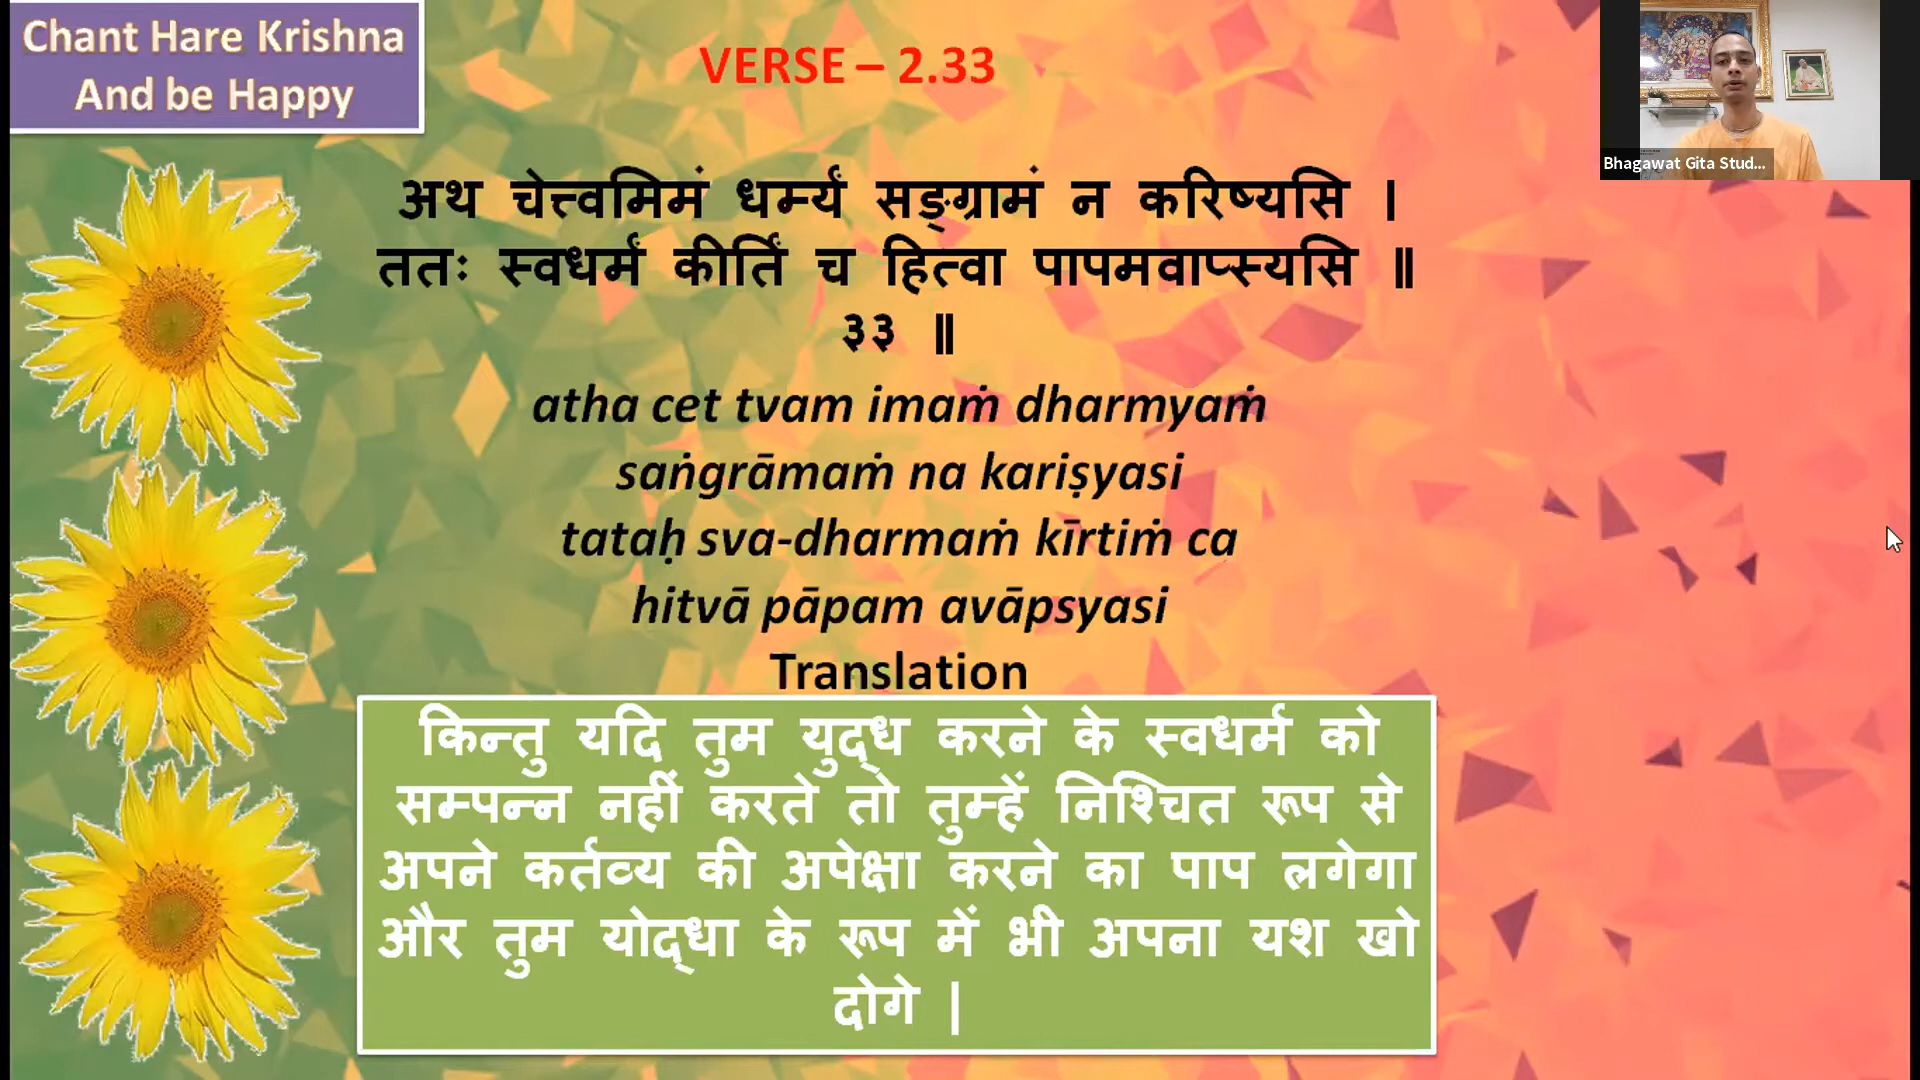 Chant Hare Krishna
And be Happy
VERSE – 2.33
Bhagawat Gita Stud...
अथ चेत्त्वमिमं धर्म्यं सङ्ग्रामं न करिष्यसि |
ततः स्वधर्मं कीर्तिं च हित्वा पापमवाप्स्यसि ||
३३ ||
atha cet tvam imaṁ dharmyaṁ
saṅgrāmaṁ na kariṣyasi
tataḥ sva-dharmaṁ kīrtiṁ ca
hitvā pāpam avāpsyasi
Translation
किन्तु यदि तुम युद्ध करने के स्वधर्म को
सम्पन्न नहीं करते तो तुम्हें निश्चित रूप से
अपने कर्तव्य की अपेक्षा करने का पाप लगेगा
और तुम योद्धा के रूप में भी अपना यश खो
दोगे |